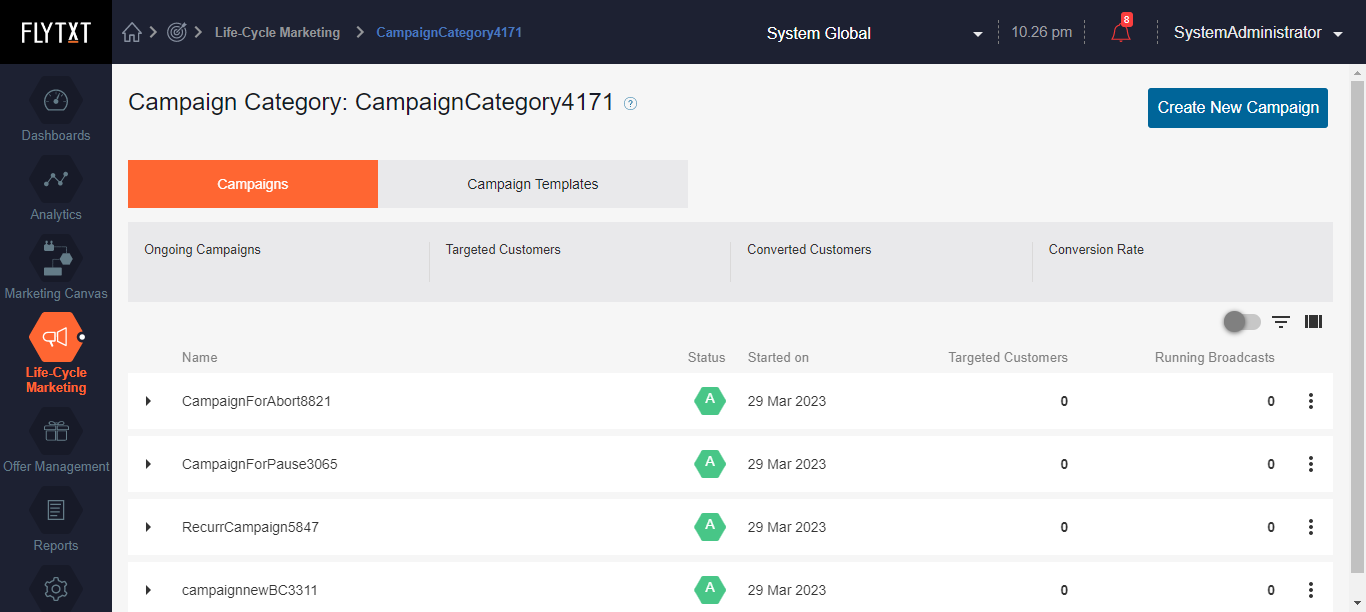 FLYTXT
Life-Cycle Marketing
CampaignCategory4171
System Global
10.26 pm
8
SystemAdministrator
Dashboards
Analytics
Marketing Canvas
Life-Cycle
Marketing
Offer Management
Reports
Campaign Category: CampaignCategory4171 ?
Create New Campaign
Campaigns
Campaign Templates
Ongoing Campaigns
Targeted Customers
Converted Customers
Conversion Rate
Name Status Started on Targeted Customers Running Broadcasts
CampaignForAbort8821 A 29 Mar 2023 0 0
CampaignForPause3065 A 29 Mar 2023 0 0
RecurrCampaign5847 A 29 Mar 2023 0 0
campaignnewBC3311 A 29 Mar 2023 0 0